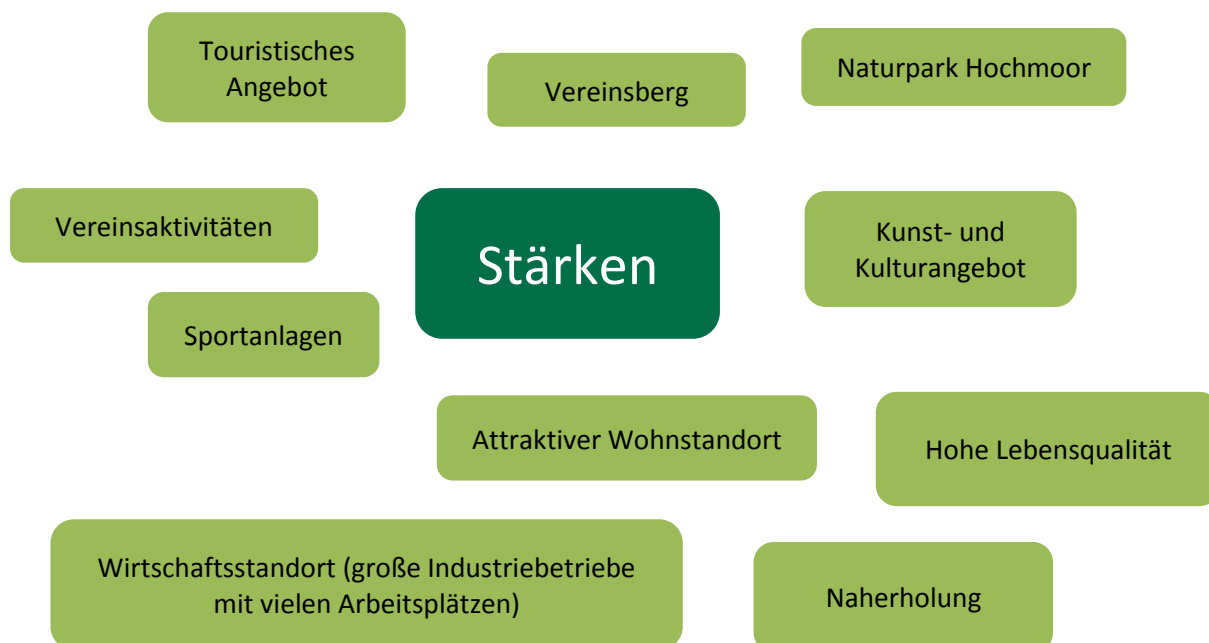 Touristisches
Angebot
Vereinsberg
Naturpark Hochmoor
Vereinsaktivitäten
Stärken
Kunst- und
Kulturangebot
Sportanlagen
Attraktiver Wohnstandort
Hohe Lebensqualität
Wirtschaftsstandort (große Industriebetriebe
mit vielen Arbeitsplätzen)
Naherholung